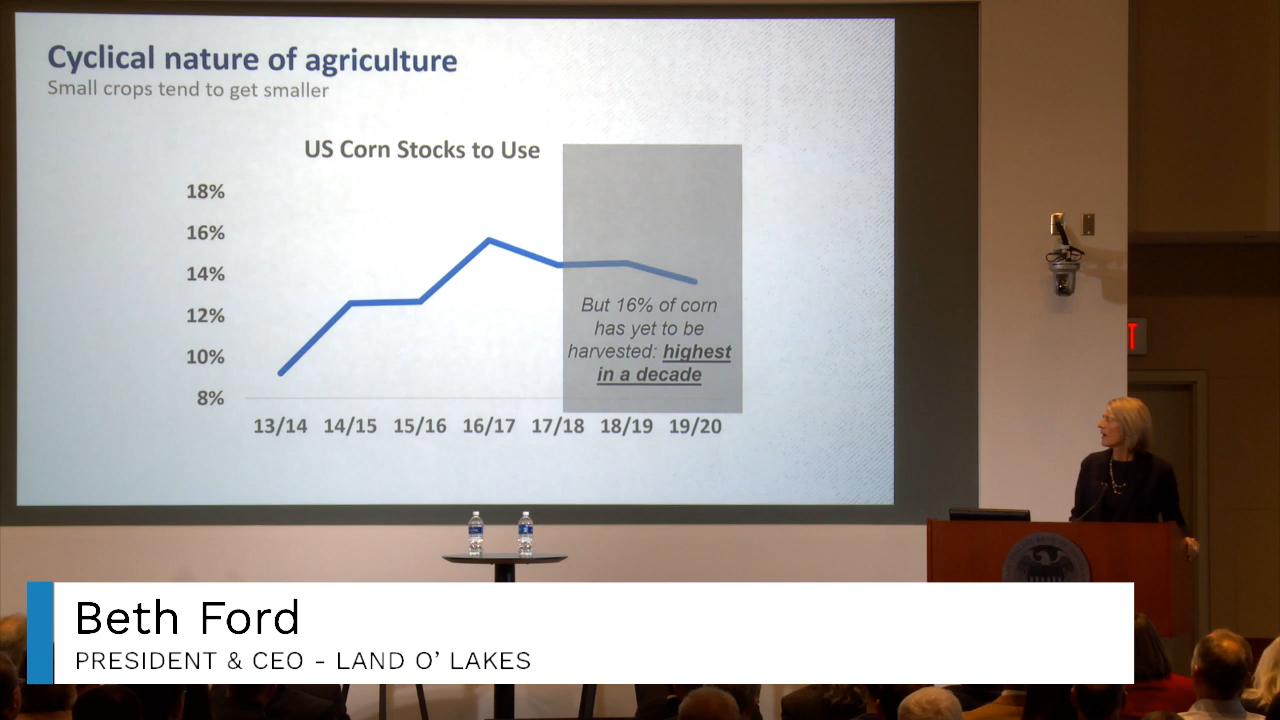 Cyclical nature of agriculture
Small crops tend to get smaller
US Corn Stocks to Use
18%
16%
14%
12%
10%
8%
But 16% of corn
has yet to be
harvested: highest
in a decade
13/14 14/15 15/16 16/17 17/18 18/19 19/20
T
Beth Ford
PRESIDENT & CEO - LAND O' LAKES